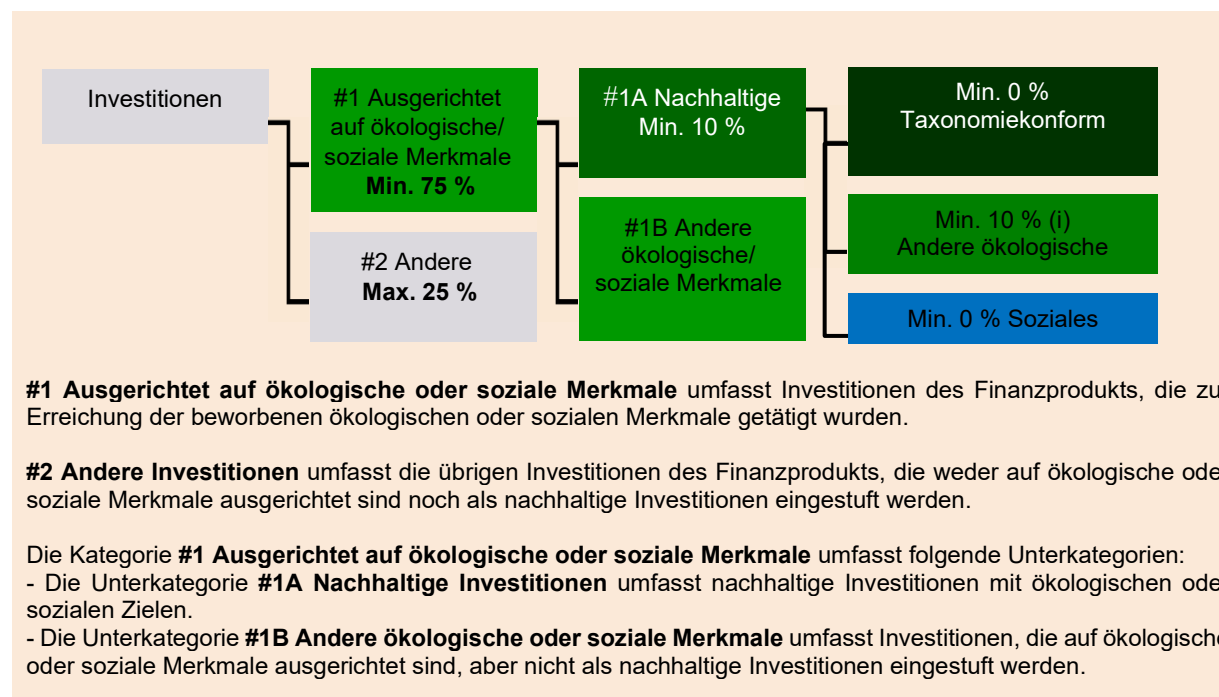 Investitionen
#1 Ausgerichtet
auf ökologische/
soziale Merkmale
Min. 75 %
#2 Andere
Max. 25 %
#1A Nachhaltige
Min. 10 %
#1B Andere
ökologische/
soziale Merkmale
Min. 0 %
Taxonomiekonform
Min. 10 % (i)
Andere ökologische
Min. 0 % Soziales
#1 Ausgerichtet auf ökologische oder soziale Merkmale umfasst Investitionen des Finanzprodukts, die zu
Erreichung der beworbenen ökologischen oder sozialen Merkmale getätigt wurden.
#2 Andere Investitionen umfasst die übrigen Investitionen des Finanzprodukts, die weder auf ökologische ode
soziale Merkmale ausgerichtet sind noch als nachhaltige Investitionen eingestuft werden.
Die Kategorie #1 Ausgerichtet auf ökologische oder soziale Merkmale umfasst folgende Unterkategorien:
- Die Unterkategorie #1A Nachhaltige Investitionen umfasst nachhaltige Investitionen mit ökologischen ode
sozialen Zielen.
- Die Unterkategorie #1B Andere ökologische oder soziale Merkmale umfasst Investitionen, die auf ökologische
oder soziale Merkmale ausgerichtet sind, aber nicht als nachhaltige Investitionen eingestuft werden.